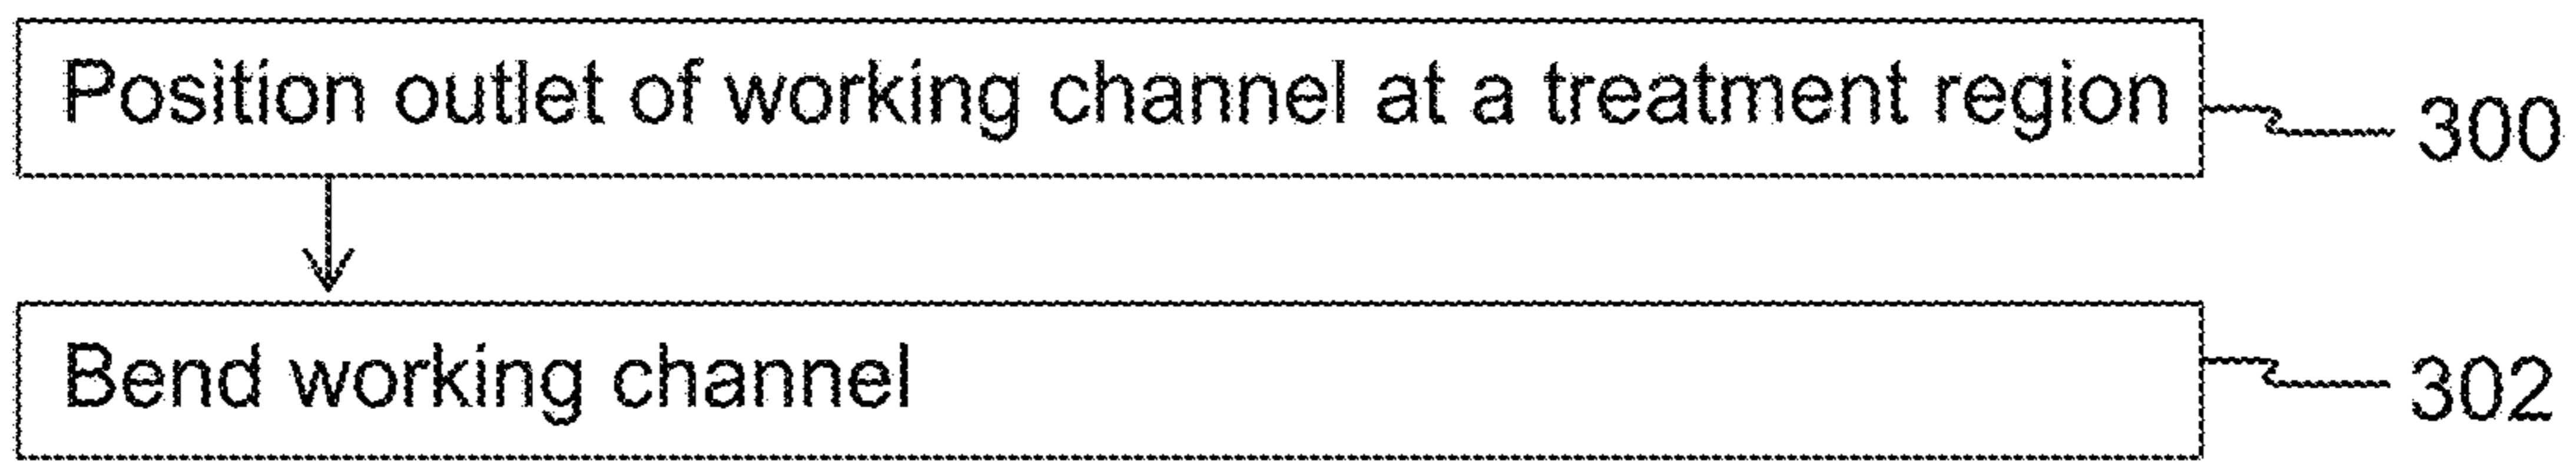 Position outlet of working channel at a treatment region
300
Bend working channel
302